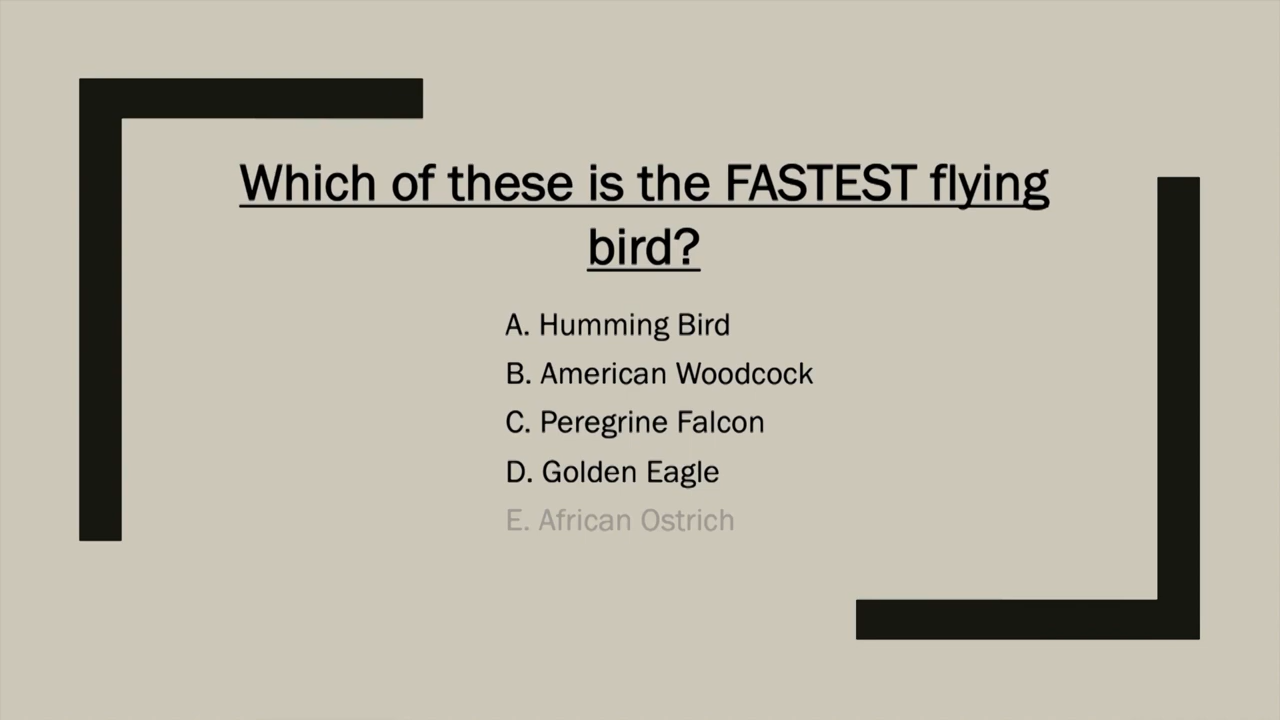 Which of these is the FASTEST flying
bird?
A. Humming Bird
B. American Woodcock
C. Peregrine Falcon
D. Golden Eagle
E. African Ostrich